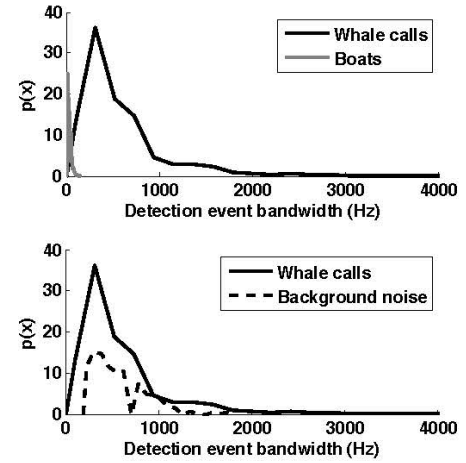 40
30
20
10
0
p(x)
Whale calls
Boats
0 1000 2000 3000 4000
Detection event bandwidth (Hz)
40
30
20
10
0
p(x)
Whale calls
Background noise
0 1000 2000 3000 4000
Detection event bandwidth (Hz)